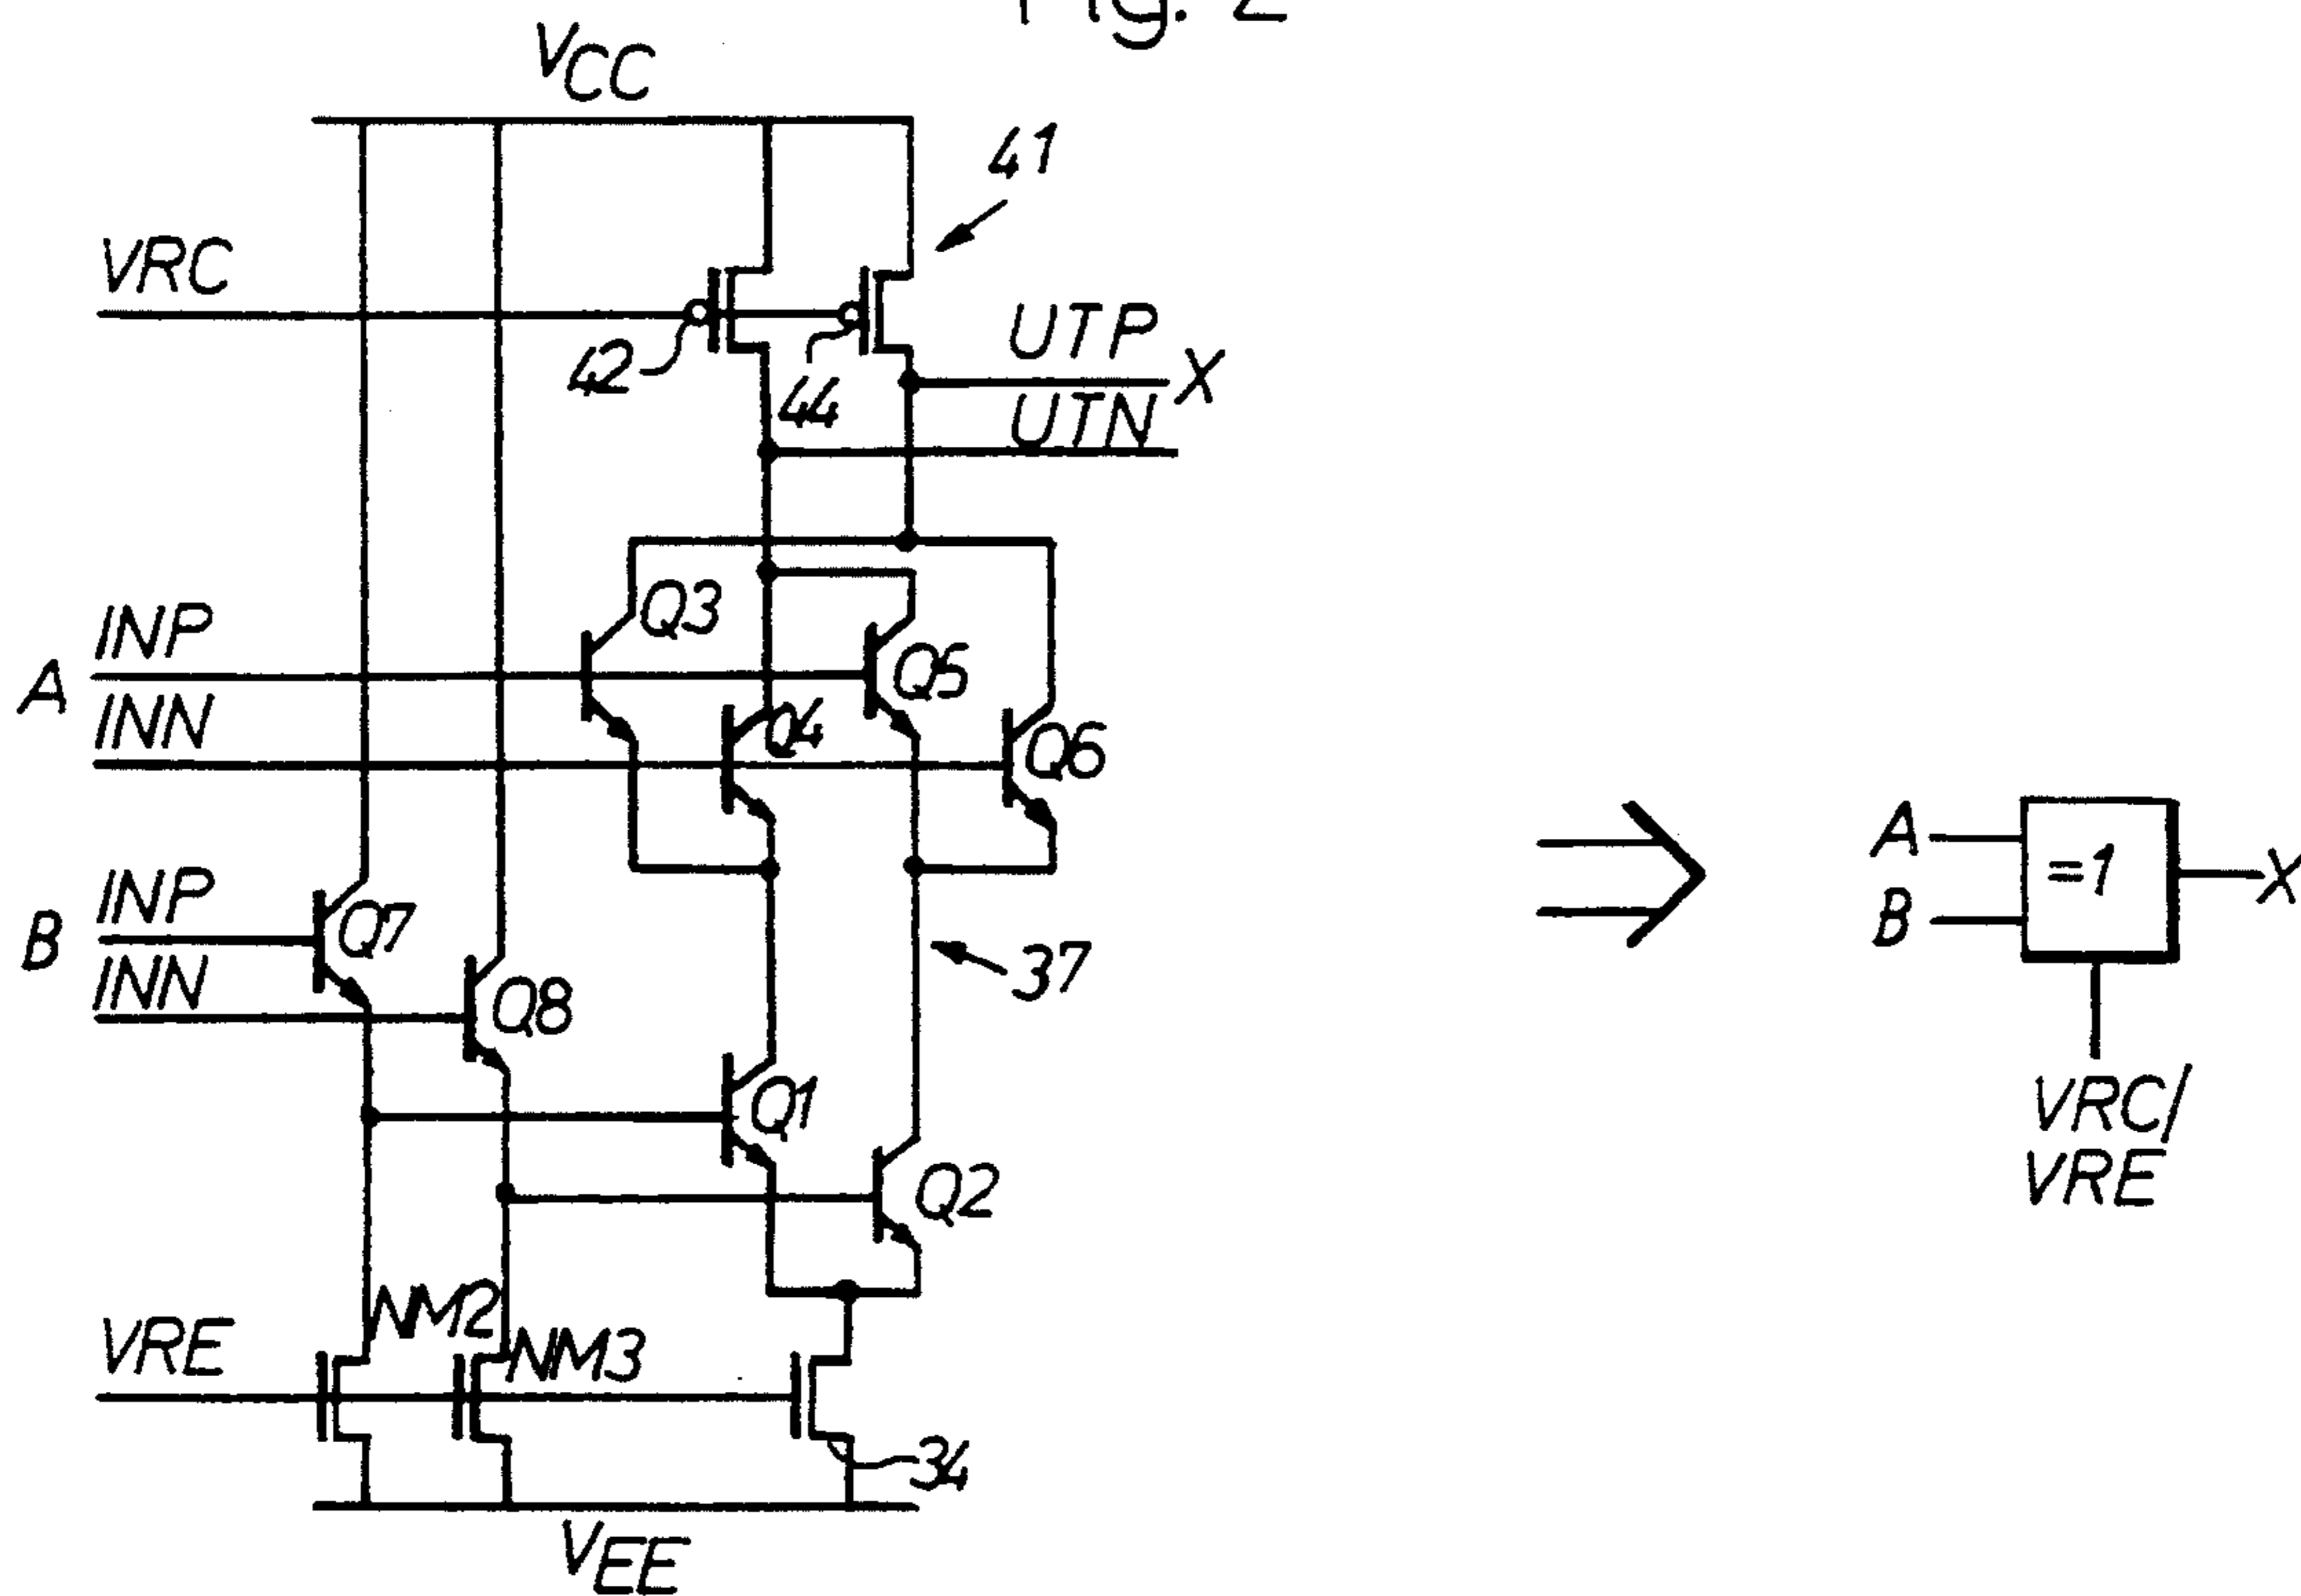 Fig. 2
VCC
41
VRC
42
44
UTP
X
UTN
Q3
INP
Q5
A
INN
Q4
Q6
INP
Q7
B
INN
Q8
37
Q1
Q2
NM2
VRE
NM3
34
VEE
A
=1
X
B
VRC/
VRE